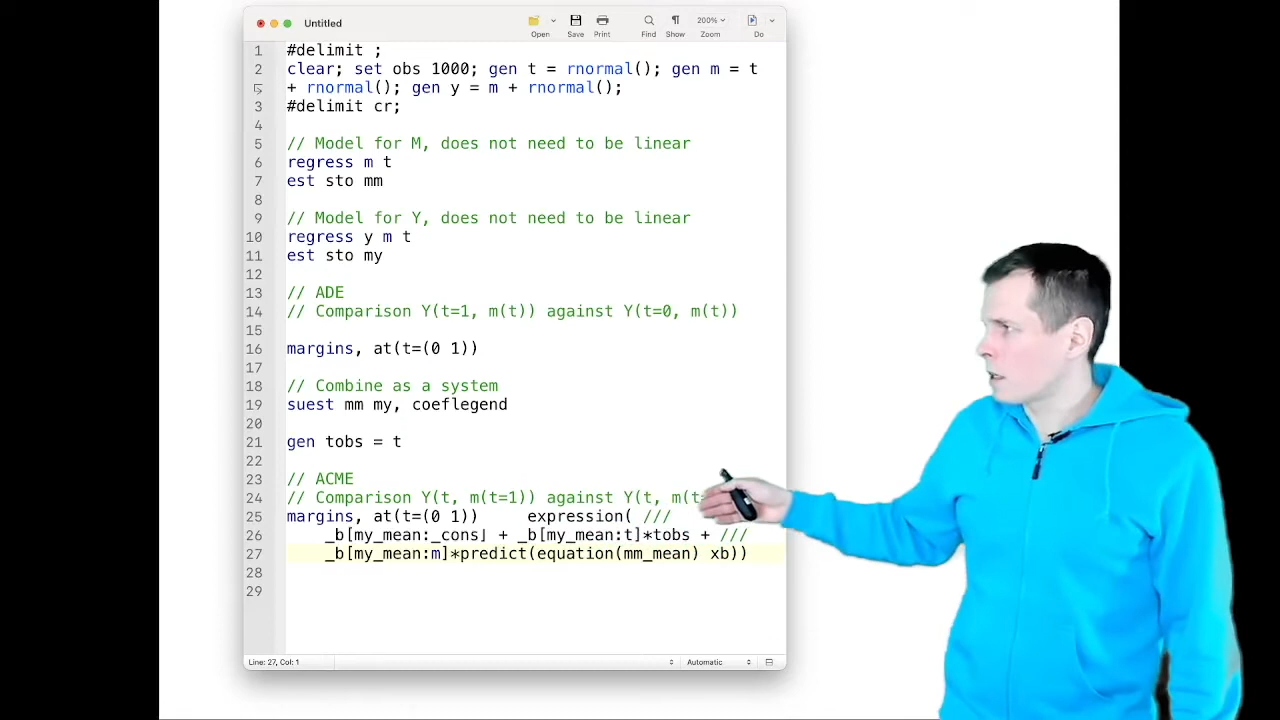 Untitled
Open
Save
Print
Find
Show
200%
Zoom
Do
1 #delimit ;
2 clear; set obs 1000; gen t = rnormal(); gen m = t
+ rnormal(); gen y = m + rnormal();
3 #delimit cr;
4
5 // Model for M, does not need to be linear
6 regress m t
7 est sto mm
8
9 // Model for Y, does not need to be linear
10 regress y m t
11 est sto my
12
13 // ADE
14 // Comparison Y(t=1, m(t)) against Y(t=0, m(t))
15
16 margins, at(t=(0 1))
17
18 // Combine as a system
19 suest mm my, coeflegend
20
21 gen tobs = t
22
23 // ACME
24 // Comparison Y(t, m(t=1)) against Y(t, m(t=
25 margins, at(t=(0 1)) expression( ///
26 _b[my_mean:_cons] + _b[my_mean:t]*tobs + ///
27 _b[my_mean:m]*predict(equation(mm_mean) xb))
28
29
Line: 27, Col: 1
Automatic